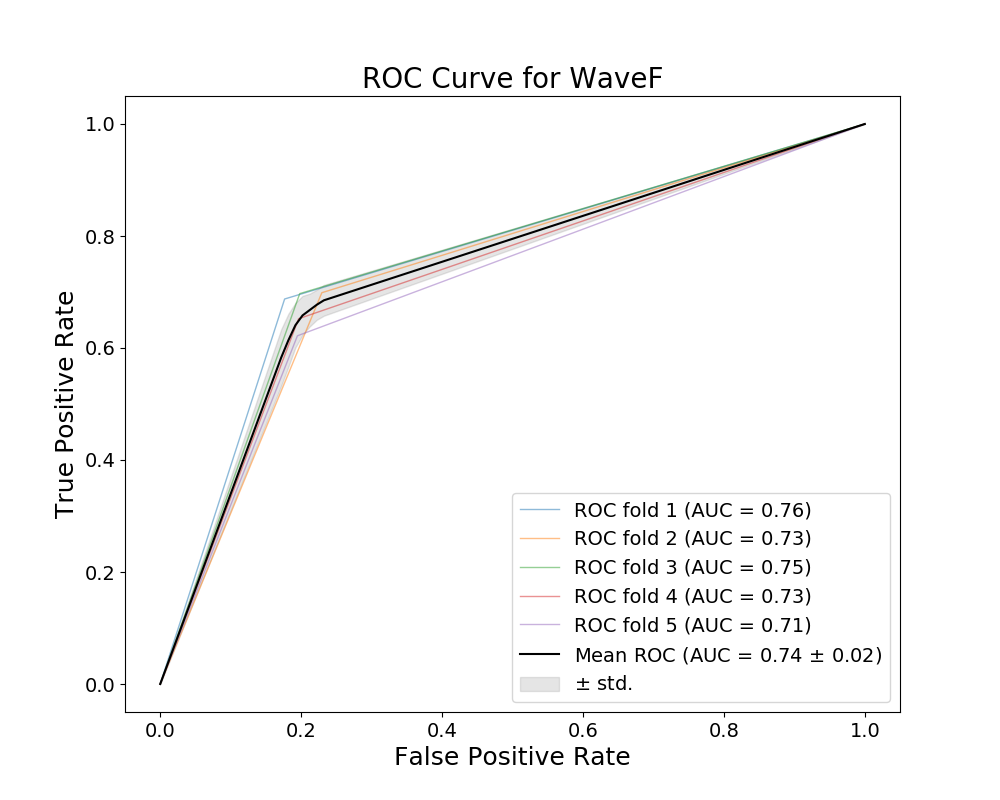 ROC Curve for WaveF
True Positive Rate
1.0
0.8
0.6
0.4
0.2
0.0
ROC fold 1 (AUC = 0.76)
ROC fold 2 (AUC = 0.73)
ROC fold 3 (AUC = 0.75)
ROC fold 4 (AUC = 0.73)
ROC fold 5 (AUC = 0.71)
Mean ROC (AUC = 0.74 ± 0.02)
± std.
0.0 0.2 0.4 0.6 0.8 1.0
False Positive Rate